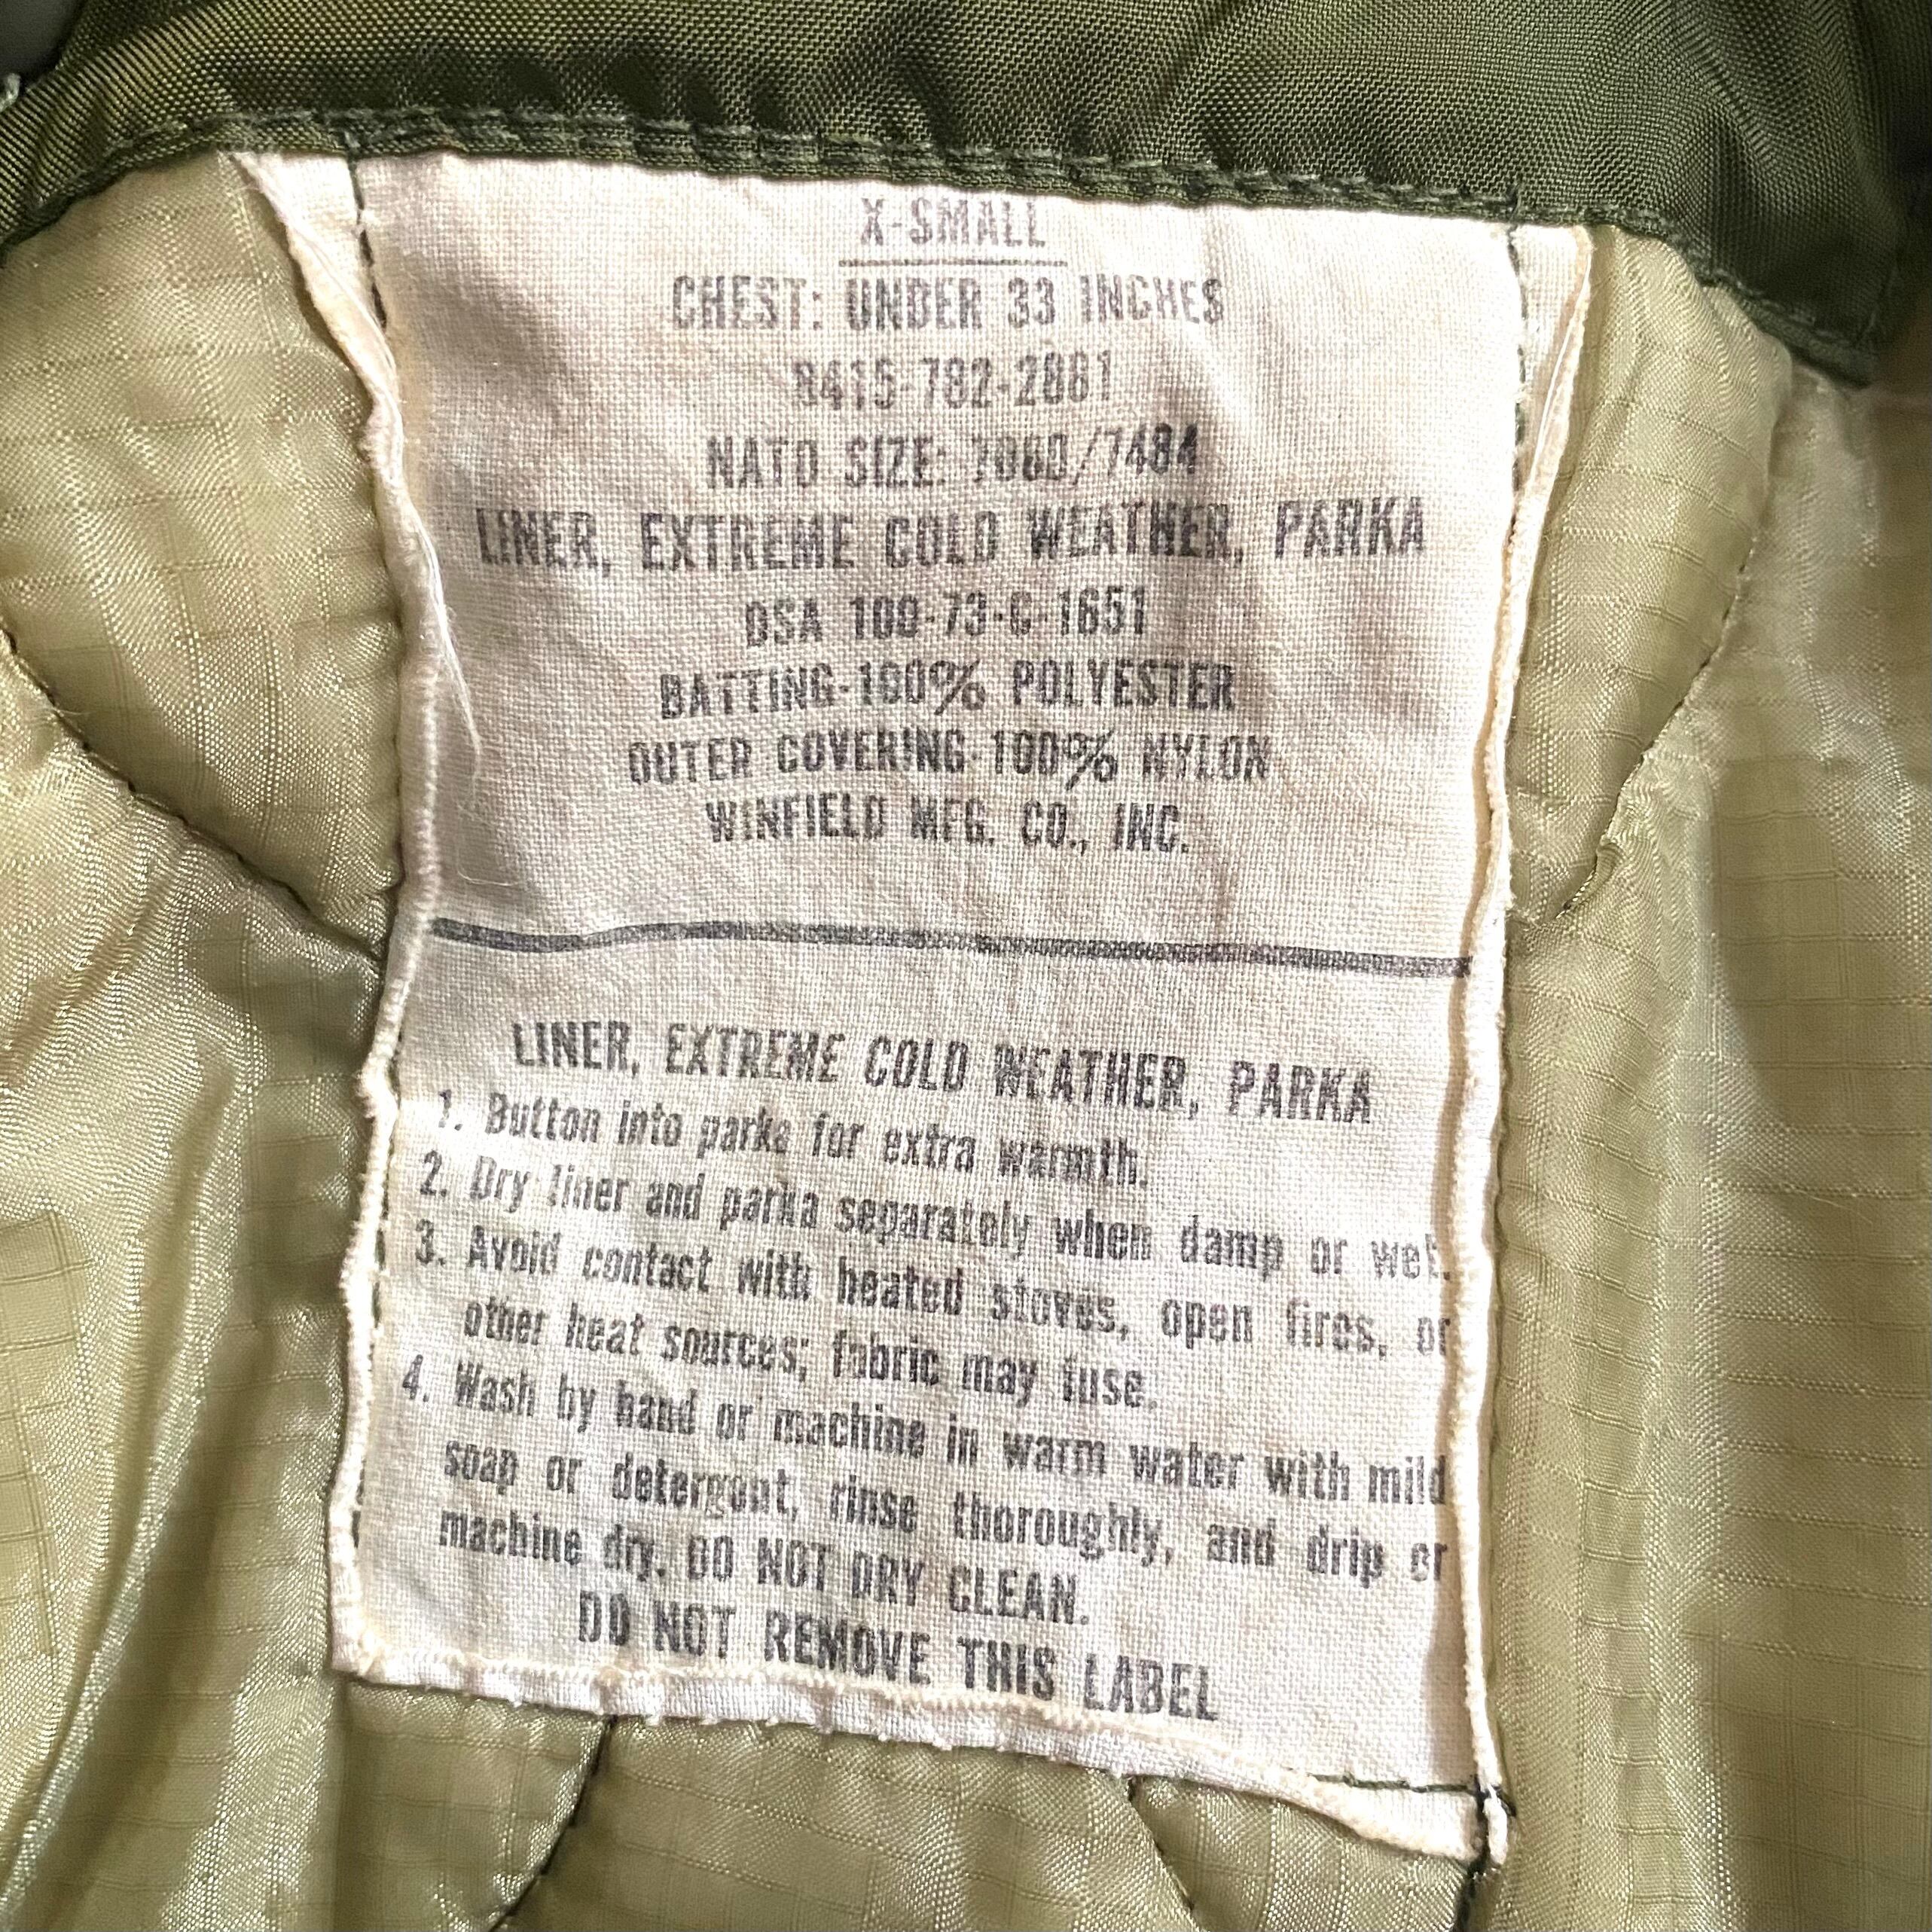 X-SMALL
CHEST: UNDER 33 INCHES
8415-782-2881
NATO SIZE: /7484
LINER, EXTREME COLD WEATHER, PARKA
DSA 100-73-C-1651
BATTING-100% POLYESTER
OUTER COVERING-100% NYLON
WINFIELD MFG. CO., INC.
LINER, EXTREME COLD WEATHER, PARKA
1. Button into parka for extra warmth.
2. Dry liner and parka separately when damp or wet.
3. Avoid contact with heated stoves, open fires, or
other heat sources; fabric may fuse.
4. Wash by hand or machine in warm water with mild
soap or detergent, rinse thoroughly, and drip or
machine dry. DO NOT DRY CLEAN.
DO NOT REMOVE THIS LABEL